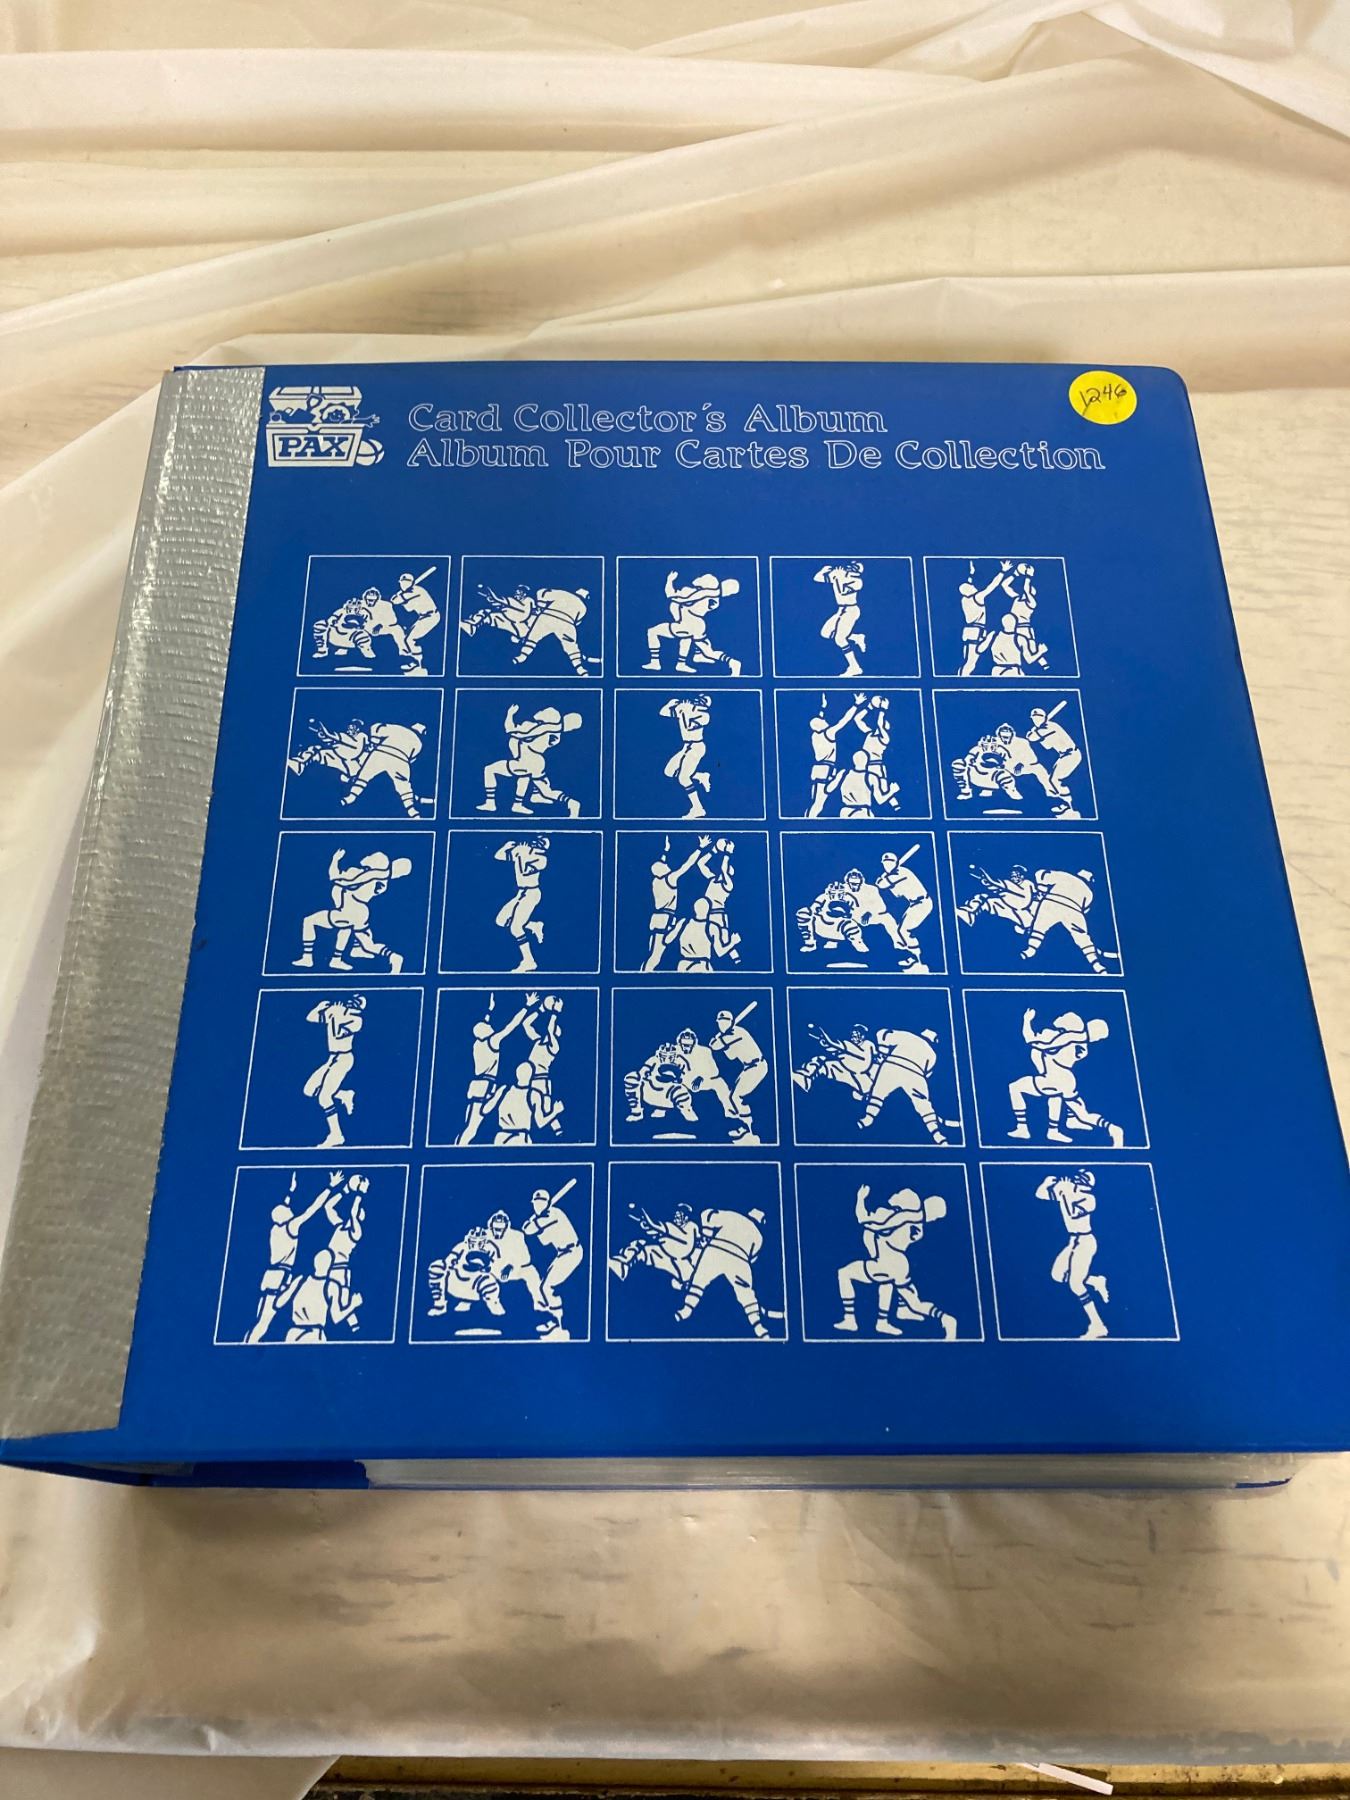 PAX
Card Collector's Album
Album Pour Cartes De Collection
1246